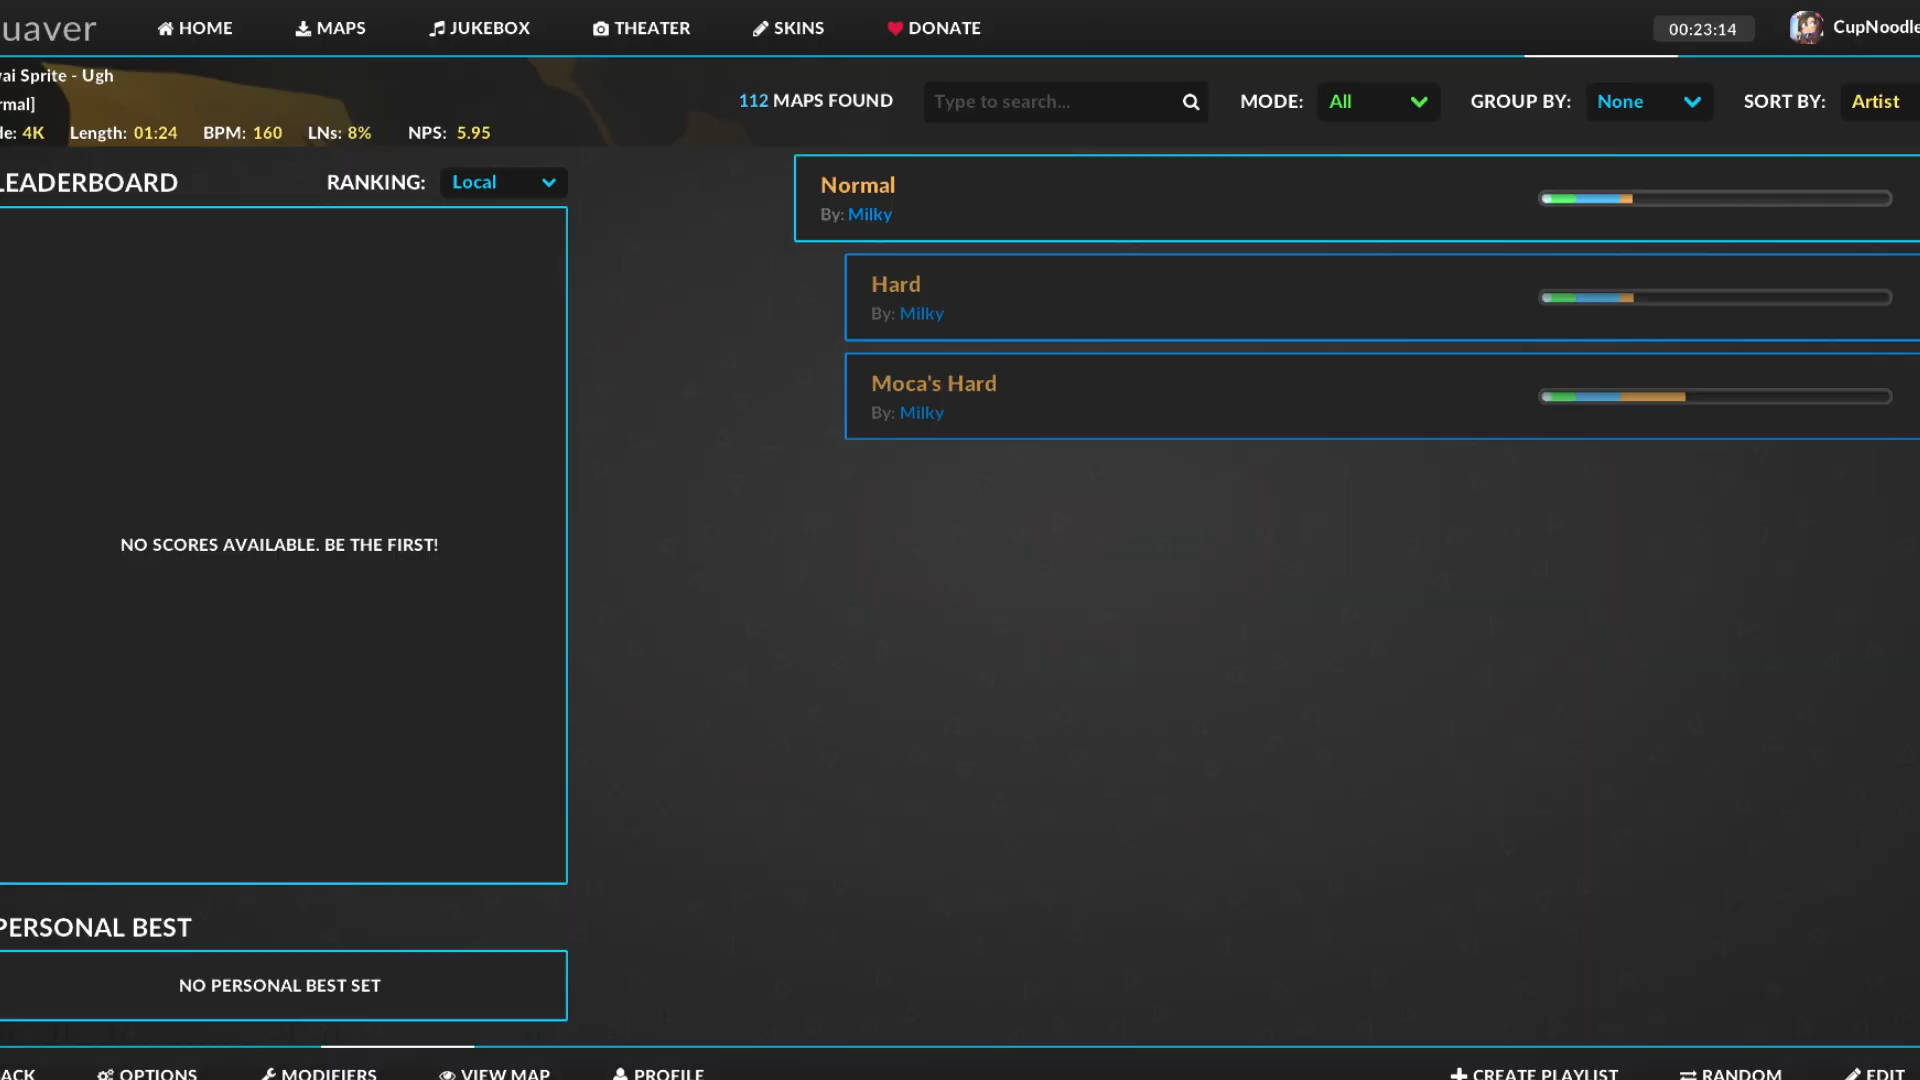 uaver HOME MAPS JUKEBOX THEATER SKINS DONATE 00:23:14 CupNoodle
ai Sprite - Ugh
rmal]
de: 4K Length: 01:24 BPM: 160 LNs: 8% NPS: 5.95
112 MAPS FOUND Type to search... MODE: All GROUP BY: None SORT BY: Artist
LEADERBOARD RANKING: Local
NO SCORES AVAILABLE. BE THE FIRST!
PERSONAL BEST
NO PERSONAL BEST SET
Normal
By: Milky
Hard
By: Milky
Moca's Hard
By: Milky
ACK OPTIONS MODIFIERS VIEW MAP PROFILE CREATE PLAYLIST RANDOM EDIT